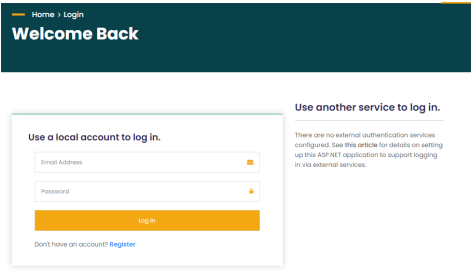 Home > Login
Welcome Back
Use a local account to log in.
Email Address
Password
Log In
Don't have an account? Register
Use another service to log in.
There are no external authentication services
configured. See this article for details on setting
up this ASP.NET application to support logging
in via external services.